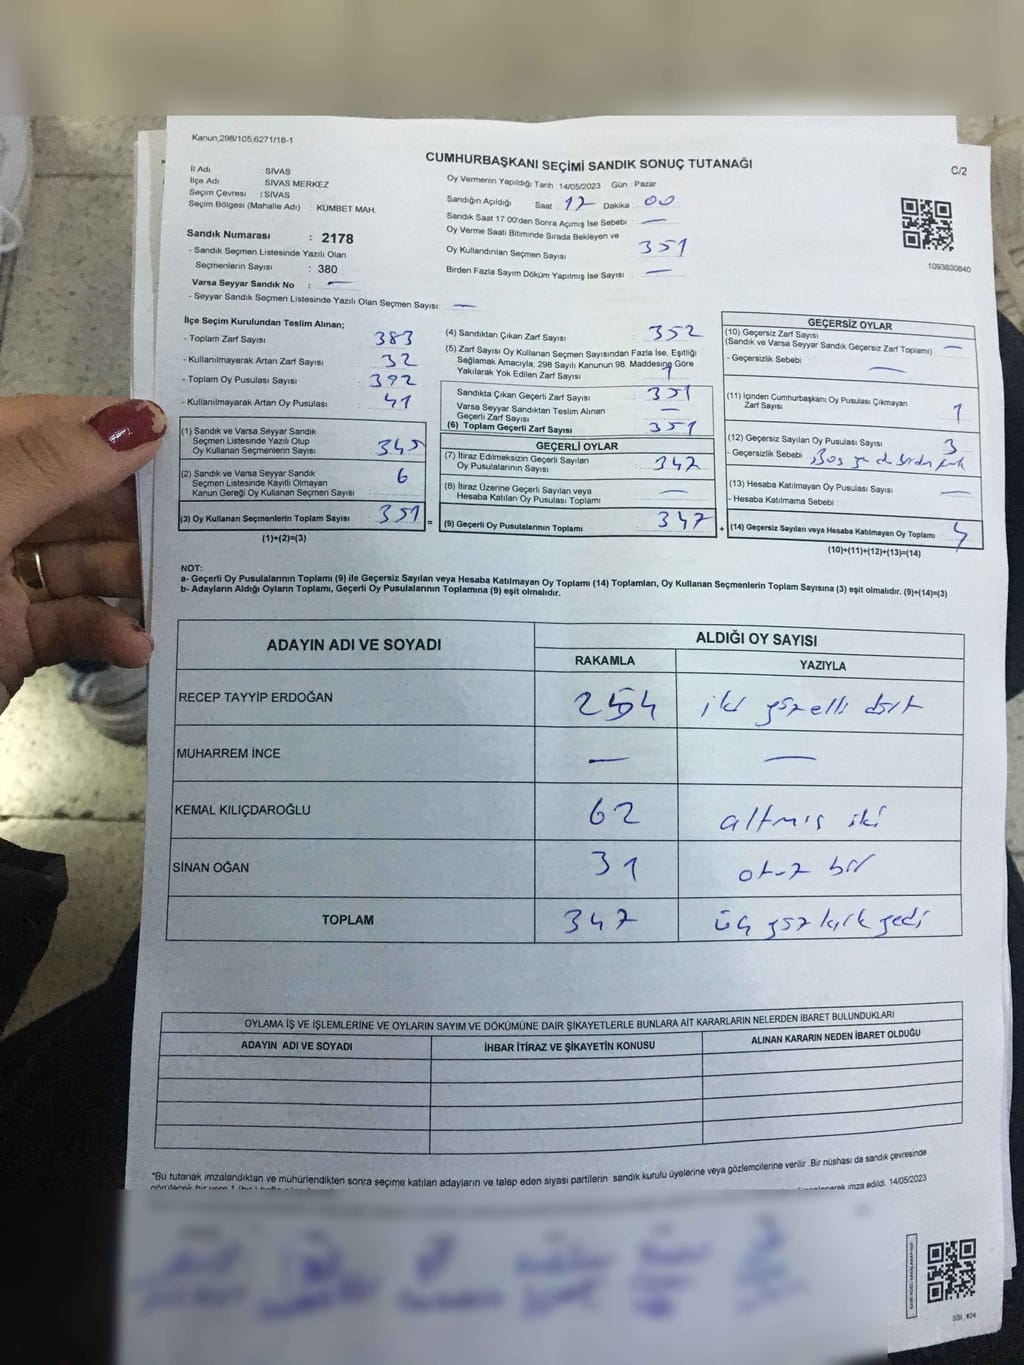 Kanun;298/105,6271/16-1
CUMHURBAŞKANI SEÇİMİ SANDIK SONUÇ TUTANAĞI
C/2
İl Adı : SİVAS
İlçe Adı : SİVAS MERKEZ
Seçim Çevresi : SİVAS
Seçim Bölgesi (Mahalle Adı) : KÜMBET MAH.
Sandık Numarası : 2178
- Sandık Seçmen Listesinde Yazılı Olan
Seçmenlerin Sayısı : 380
Varsa Seyyar Sandık No : —
- Seyyar Sandık Seçmen Listesinde Yazılı Olan Seçmen Sayısı: —
Oy Vermenin Yapıldığı Tarih : 14/05/2023 Gün : Pazar
Sandığın Açıldığı Saat 17 Dakika : 00
Sandık Saat 17:00'den Sonra Açımış İse Sebebi : —
Oy Verme Saati Bitiminde Sırada Bekleyen ve
Oy Kullandırılan Seçmen Sayısı 351
Birden Fazla Sayım Döküm Yapılmış İse Sayısı : —
1093830840
İlçe Seçim Kurulundan Teslim Alınan;
- Toplam Zarf Sayısı 383
- Kullanılmayarak Artan Zarf Sayısı 32
- Toplam Oy Pusulası Sayısı 392
- Kullanılmayarak Artan Oy Pusulası 41
(1) Sandık ve Varsa Seyyar Sandık
Seçmen Listesinde Yazılı Olup
Oy Kullanan Seçmenlerin Sayısı 345
(2) Sandık ve Varsa Seyyar Sandık
Seçmen Listesinde Kayıtlı Olmayan
Kanun Gereği Oy Kullanan Seçmen Sayısı 6
(3) Oy Kullanan Seçmenlerin Toplam Sayısı 351 =
(1)+(2)=(3)
(4) Sandıktan Çıkan Zarf Sayısı 352
(5) Zarf Sayısı Oy Kullanan Seçmen Sayısından Fazla İse, Eşitliği
Sağlamak Amacıyla, 298 Sayılı Kanunun 98. Maddesine Göre
Yakılarak Yok Edilen Zarf Sayısı 1
Sandıkta Çıkan Geçerli Zarf Sayısı 351
Varsa Seyyar Sandıktan Teslim Alınan
Geçerli Zarf Sayısı —
(6) Toplam Geçerli Zarf Sayısı 351
GEÇERLİ OYLAR
(7) İtiraz Edilmeksizin Geçerli Sayılan
Oy Pusulalarının Sayısı 347
(8) İtiraz Üzerine Geçerli Sayılan veya
Hesaba Katılan Oy Pusulası Toplamı —
(9) Geçerli Oy Pusulalarının Toplamı 347 +
GEÇERSİZ OYLAR
(10) Geçersiz Zarf Sayısı
(Sandık ve Varsa Seyyar Sandık Geçersiz Zarf Toplamı) —
- Geçersizlik Sebebi : —
(11) İçinden Cumhurbaşkanı Oy Pusulası Çıkmayan
Zarf Sayısı 1
(12) Geçersiz Sayılan Oy Pusulası Sayısı 3
- Geçersizlik Sebebi Boş
(13) Hesaba Katılmayan Oy Pusulası Sayısı —
- Hesaba Katılmama Sebebi :
(14) Geçersiz Sayılan veya Hesaba Katılmayan Oy Toplamı 4
(10)+(11)+(12)+(13)=(14)
NOT:
a- Geçerli Oy Pusulalarının Toplamı (9) ile Geçersiz Sayılan veya Hesaba Katılmayan Oy Toplamı (14) Toplamları, Oy Kullanan Seçmenlerin Toplam Sayısına (3) eşit olmalıdır. (9)+(14)=(3)
b- Adayların Aldığı Oyların Toplamı, Geçerli Oy Pusulalarının Toplamına (9) eşit olmalıdır.
ADAYIN ADI VE SOYADI ALDIĞI OY SAYISI
RAKAMLA YAZIYLA
RECEP TAYYİP ERDOĞAN 254 iki yüz elli dört
MUHARREM İNCE — —
KEMAL KILIÇDAROĞLU 62 altmış iki
SİNAN OĞAN 31 otuz bir
TOPLAM 347 üç yüz kırk yedi
OYLAMA İŞ VE İŞLEMLERİNE VE OYLARIN SAYIM VE DÖKÜMÜNE DAİR ŞİKAYETLERLE BUNLARA AİT KARARLARIN NELERDEN İBARET BULUNDUKLARI
ADAYIN ADI VE SOYADI İHBAR İTİRAZ VE ŞİKAYETİN KONUSU ALINAN KARARIN NEDEN İBARET OLDUĞU
*Bu tutanak imzalandıktan ve mühürlendikten sonra seçime katılan adayların ve talep eden siyasi partilerin sandık kurulu üyelerine veya gözlemcilerine verilir. Bir nüshası da sandık çevresinde
imza edildi. 14/05/2023